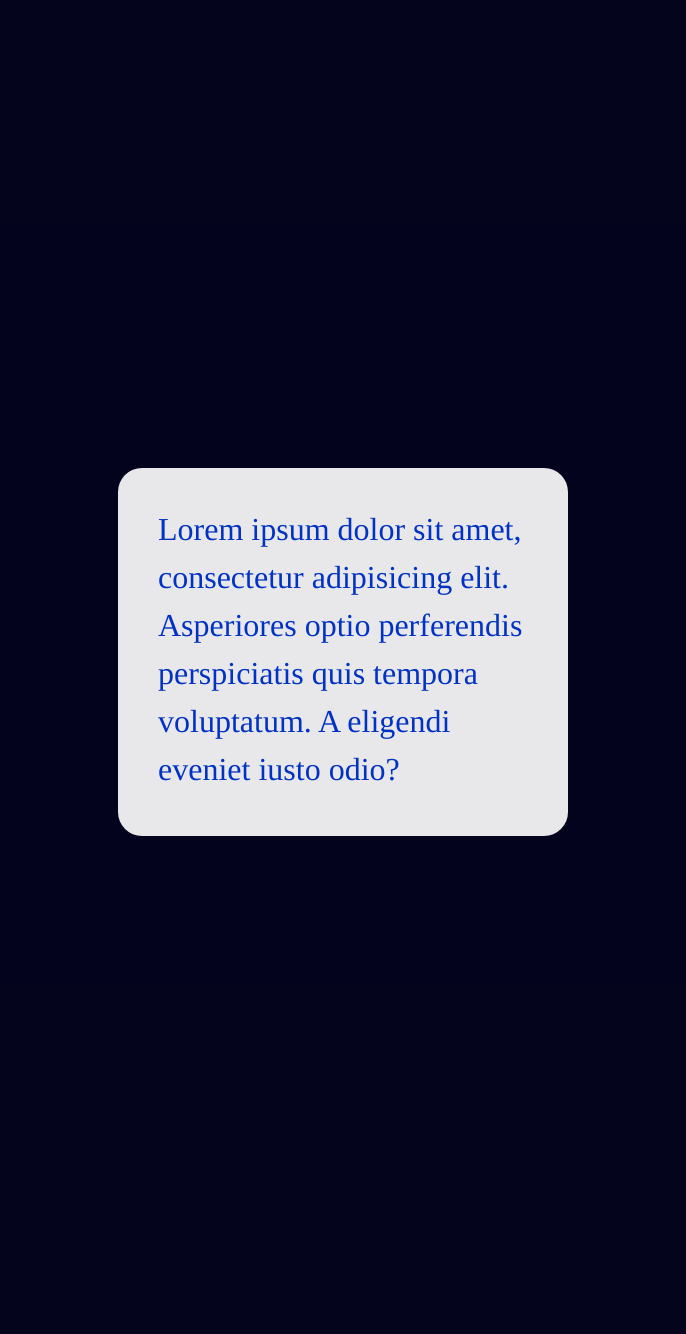 Lorem ipsum dolor sit amet,
consectetur adipisicing elit.
Asperiores optio perferendis
perspiciatis quis tempora
voluptatum. A eligendi
eveniet iusto odio?